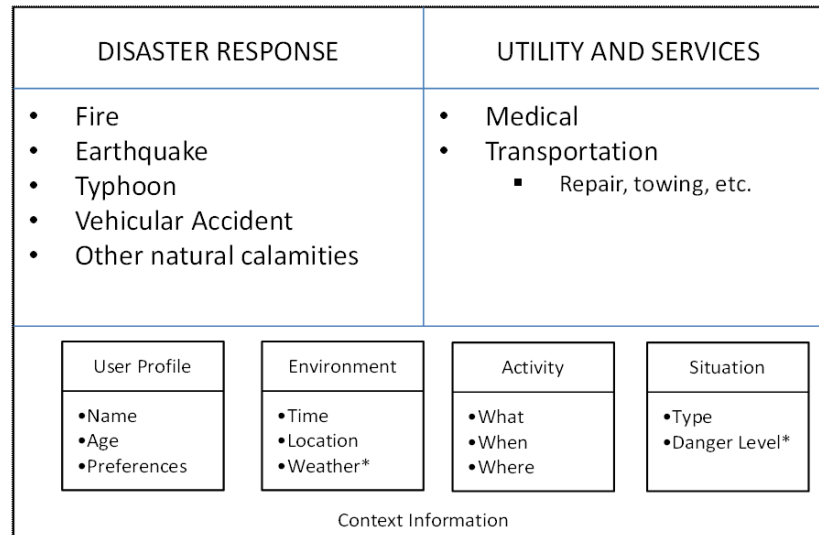 DISASTER RESPONSE
UTILITY AND SERVICES
• Fire
• Earthquake
• Typhoon
• Vehicular Accident
• Other natural calamities
• Medical
• Transportation
▪ Repair, towing, etc.
User Profile
•Name
•Age
•Preferences
Environment
•Time
•Location
•Weather*
Activity
•What
•When
•Where
Situation
•Type
•Danger Level*
Context Information